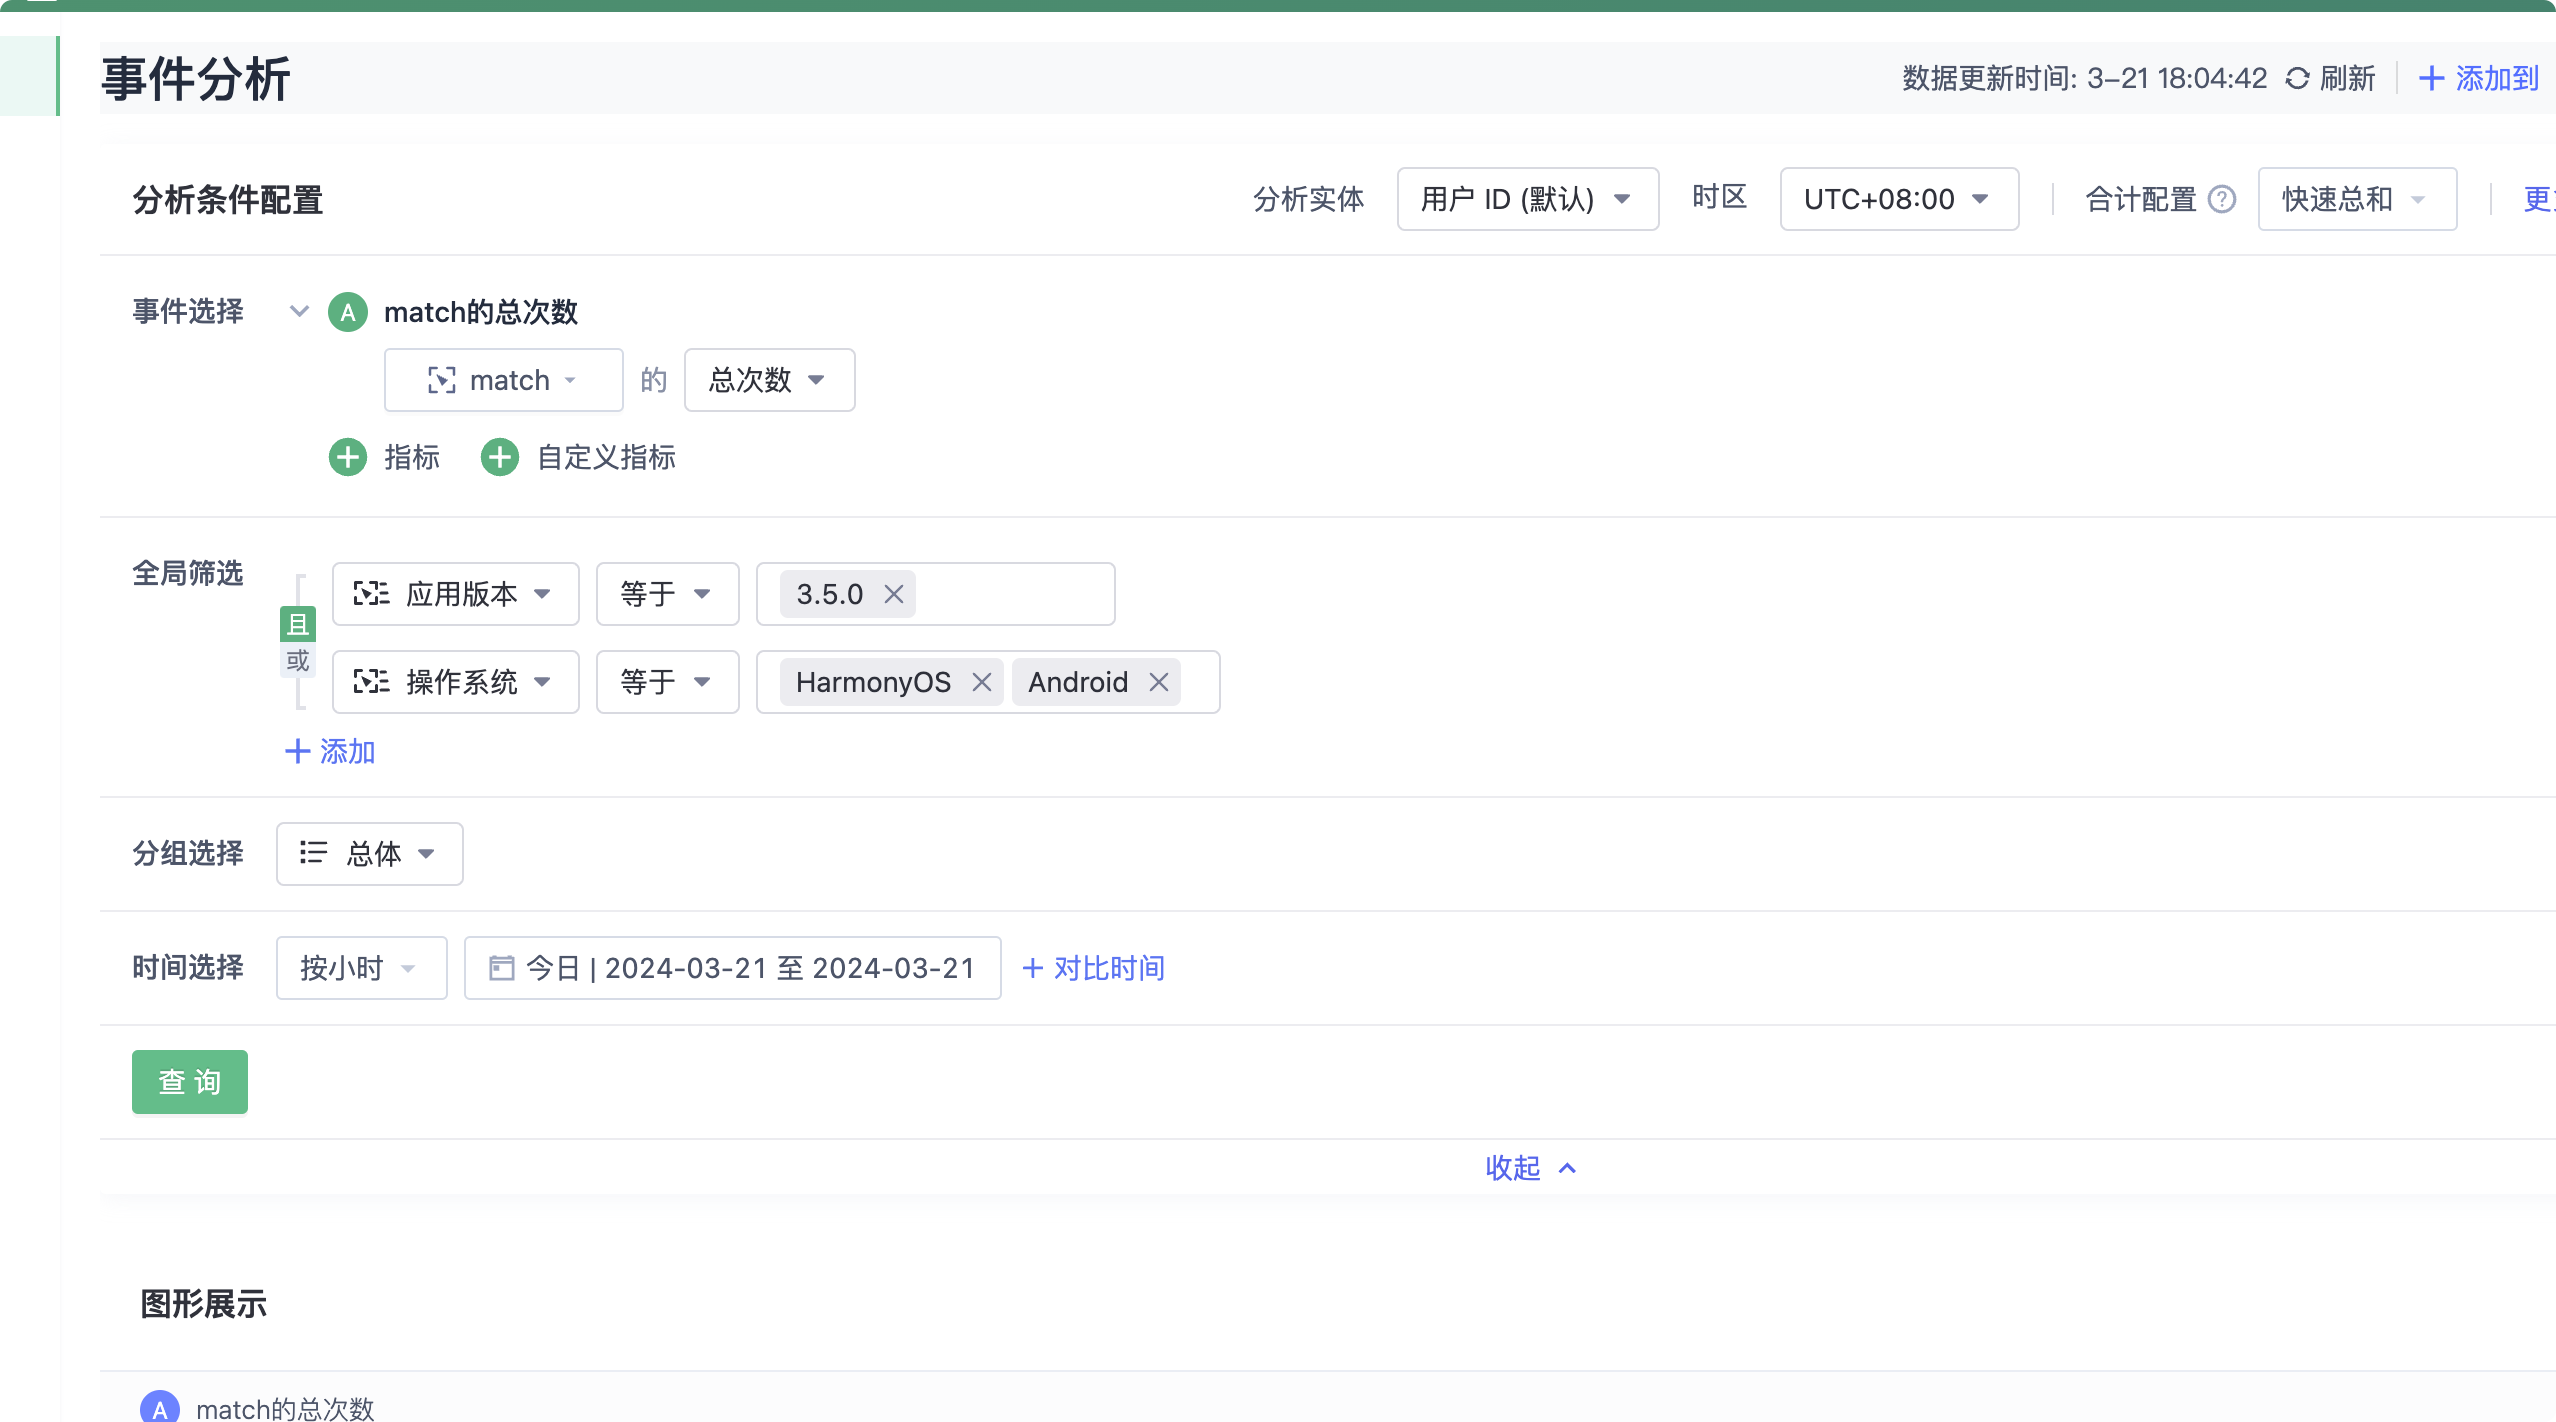 事件分析
数据更新时间: 3-21 18:04:42 刷新 + 添加到
分析条件配置 分析实体 用户 ID (默认) 时区 UTC+08:00 合计配置 ? 快速总和
事件选择 A match的总次数
match 的 总次数
指标 自定义指标
全局筛选
应用版本 等于 3.5.0
且
或
操作系统 等于 HarmonyOS Android
+ 添加
分组选择 总体
时间选择 按小时 今日 | 2024-03-21 至 2024-03-21 + 对比时间
查 询
收起
图形展示
A match的总次数